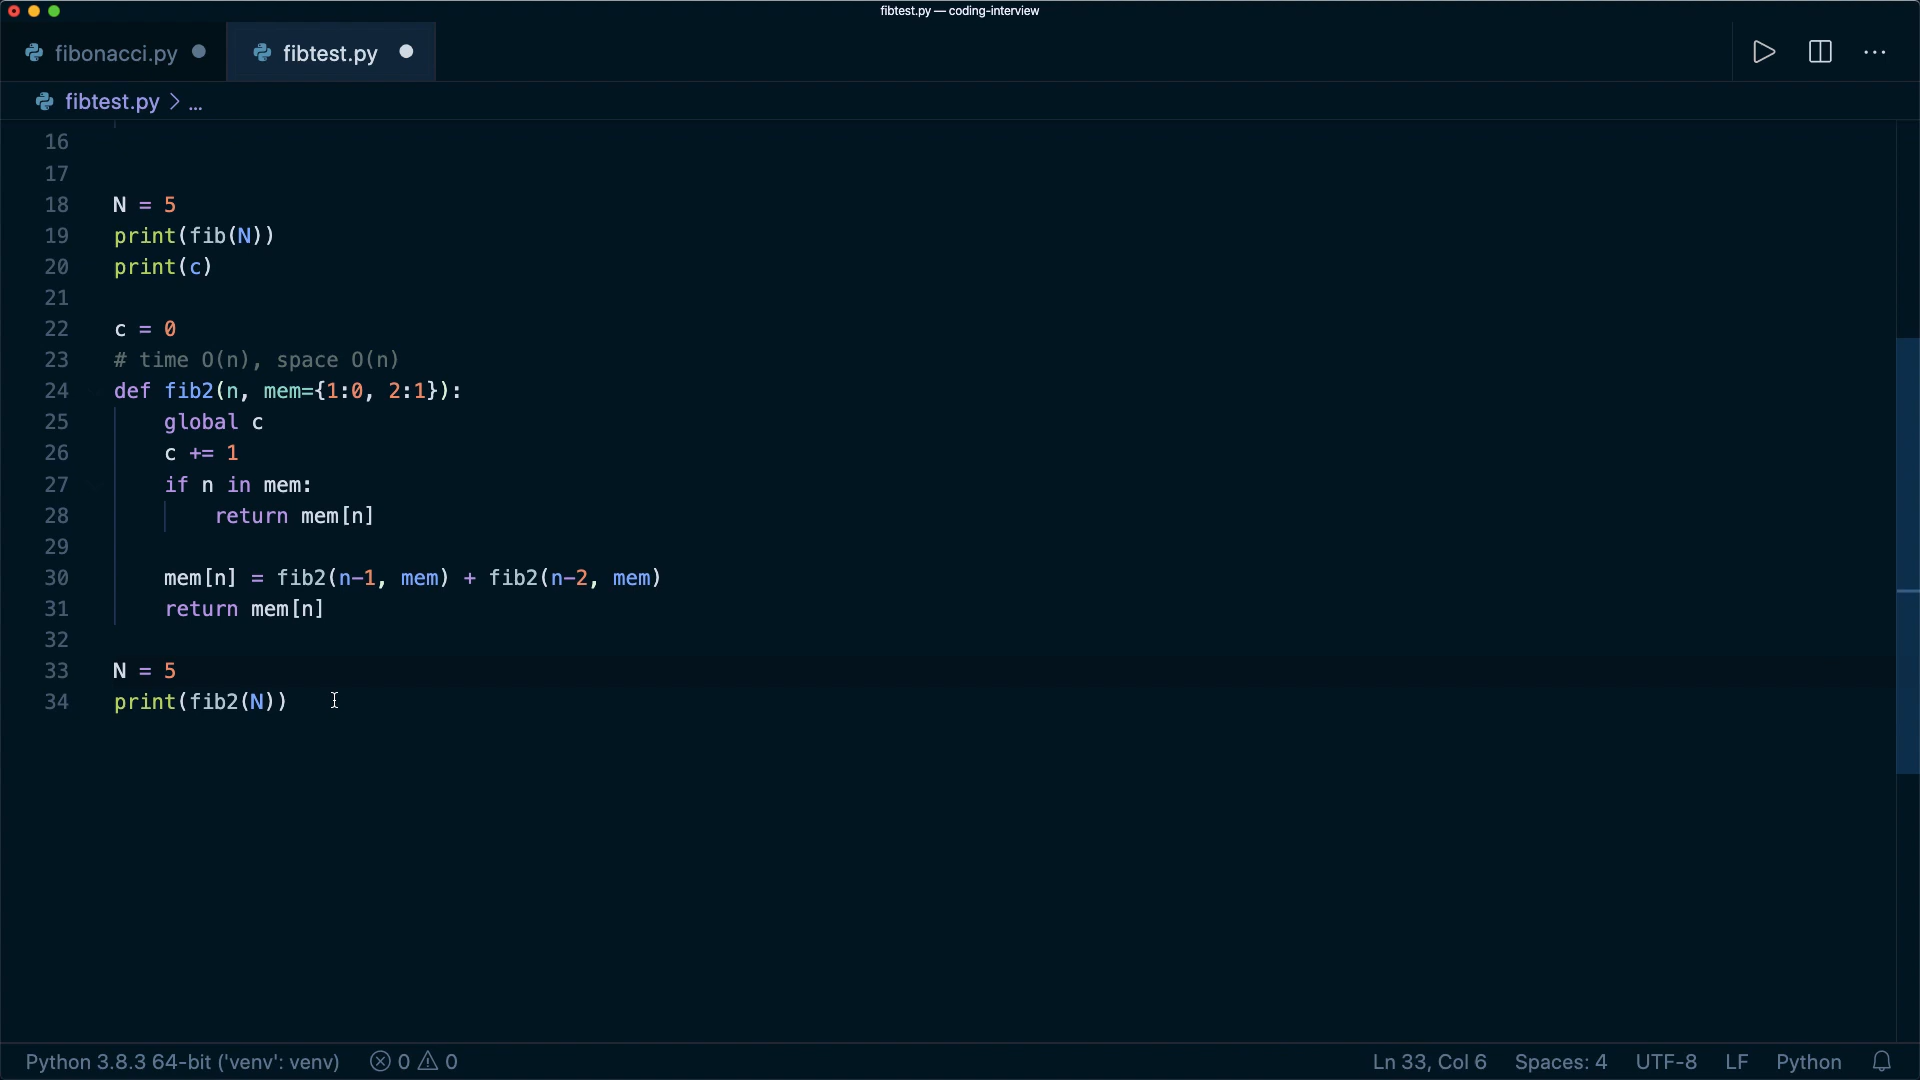 fibtest.py — coding-interview
fibonacci.py
fibtest.py
fibtest.py > ...
16
17
18 N = 5
19 print(fib(N))
20 print(c)
21
22 c = 0
23 # time O(n), space O(n)
24 def fib2(n, mem={1:0, 2:1}):
25 global c
26 c += 1
27 if n in mem:
28 return mem[n]
29
30 mem[n] = fib2(n-1, mem) + fib2(n-2, mem)
31 return mem[n]
32
33 N = 5
34 print(fib2(N))
Python 3.8.3 64-bit ('venv': venv) 0 0 Ln 33, Col 6 Spaces: 4 UTF-8 LF Python